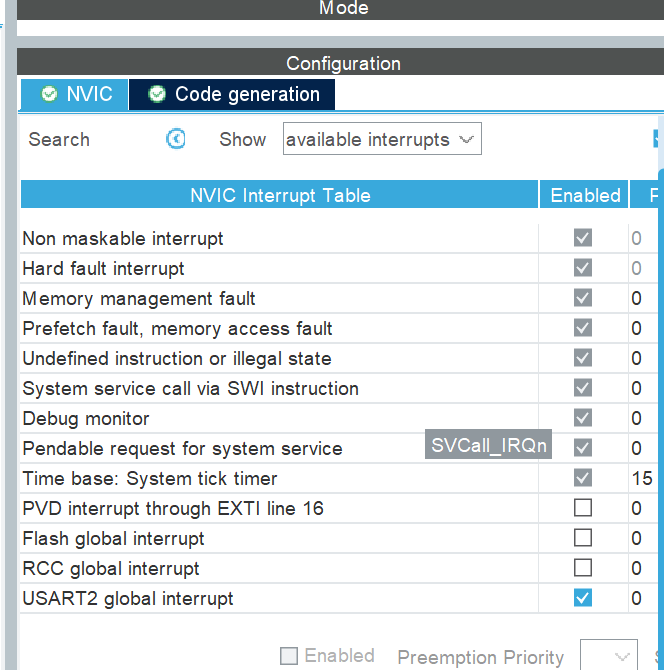 Mode
Configuration
NVIC Code generation
Search Show available interrupts
NVIC Interrupt Table Enabled
Non maskable interrupt 0
Hard fault interrupt 0
Memory management fault 0
Prefetch fault, memory access fault 0
Undefined instruction or illegal state 0
System service call via SWI instruction 0
Debug monitor 0
Pendable request for system service SVCall_IRQn 0
Time base: System tick timer 15
PVD interrupt through EXTI line 16 0
Flash global interrupt 0
RCC global interrupt 0
USART2 global interrupt 0
Enabled Preemption Priority